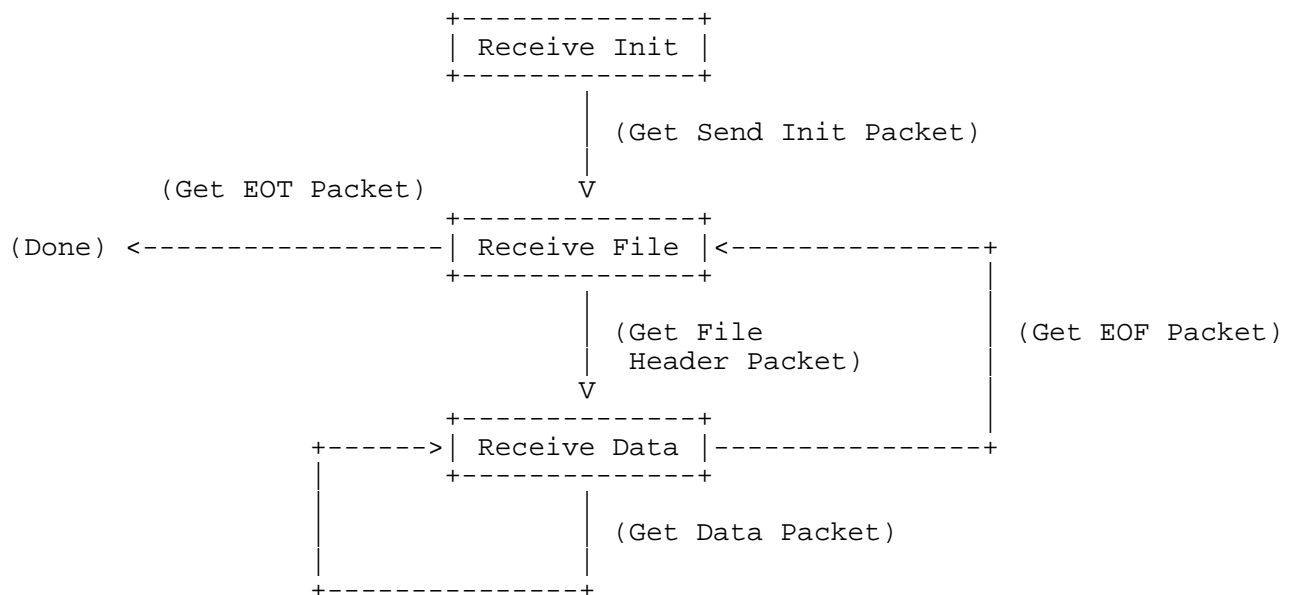 Receive Init
(Get Send Init Packet)
(Get EOT Packet)
V
(Done) Receive File
(Get File
Header Packet)
(Get EOF Packet)
V
Receive Data
(Get Data Packet)